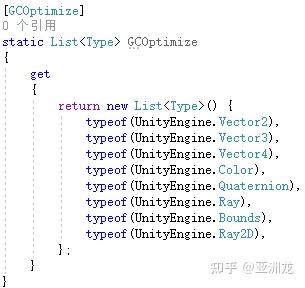 [GCOptimize]
0 个引用
static List<Type> GCOptimize
{
    get
    {
        return new List<Type>() {
            typeof(UnityEngine.Vector2),
            typeof(UnityEngine.Vector3),
            typeof(UnityEngine.Vector4),
            typeof(UnityEngine.Color),
            typeof(UnityEngine.Quaternion),
            typeof(UnityEngine.Ray),
            typeof(UnityEngine.Bounds),
            typeof(UnityEngine.Ray2D),
        };
    }
}
知乎 @亚洲龙